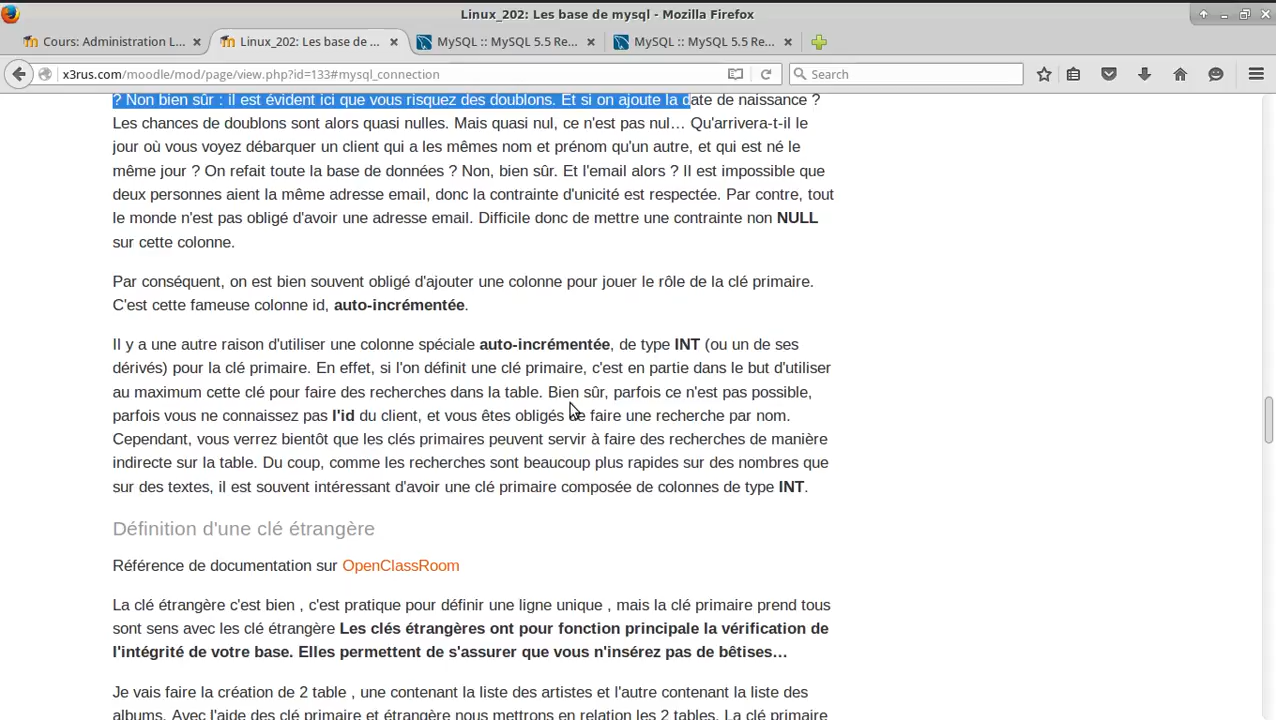 Linux_202: Les base de mysql - Mozilla Firefox
Cours: Administration L...
Linux_202: Les base de ...
MySQL :: MySQL 5.5 Re...
MySQL :: MySQL 5.5 Re...
x3rus.com/moodle/mod/page/view.php?id=133#mysql_connection
Search
? Non bien sûr : il est évident ici que vous risquez des doublons. Et si on ajoute la date de naissance ?
Les chances de doublons sont alors quasi nulles. Mais quasi nul, ce n'est pas nul… Qu'arrivera-t-il le
jour où vous voyez débarquer un client qui a les mêmes nom et prénom qu'un autre, et qui est né le
même jour ? On refait toute la base de données ? Non, bien sûr. Et l'email alors ? Il est impossible que
deux personnes aient la même adresse email, donc la contrainte d'unicité est respectée. Par contre, tout
le monde n'est pas obligé d'avoir une adresse email. Difficile donc de mettre une contrainte non NULL
sur cette colonne.
Par conséquent, on est bien souvent obligé d'ajouter une colonne pour jouer le rôle de la clé primaire.
C'est cette fameuse colonne id, auto-incrémentée.
Il y a une autre raison d'utiliser une colonne spéciale auto-incrémentée, de type INT (ou un de ses
dérivés) pour la clé primaire. En effet, si l'on définit une clé primaire, c'est en partie dans le but d'utiliser
au maximum cette clé pour faire des recherches dans la table. Bien sûr, parfois ce n'est pas possible,
parfois vous ne connaissez pas l'id du client, et vous êtes obligés de faire une recherche par nom.
Cependant, vous verrez bientôt que les clés primaires peuvent servir à faire des recherches de manière
indirecte sur la table. Du coup, comme les recherches sont beaucoup plus rapides sur des nombres que
sur des textes, il est souvent intéressant d'avoir une clé primaire composée de colonnes de type INT.
Définition d'une clé étrangère
Référence de documentation sur OpenClassRoom
La clé étrangère c'est bien , c'est pratique pour définir une ligne unique , mais la clé primaire prend tous
sont sens avec les clé étrangère Les clés étrangères ont pour fonction principale la vérification de
l'intégrité de votre base. Elles permettent de s'assurer que vous n'insérez pas de bêtises…
Je vais faire la création de 2 table , une contenant la liste des artistes et l'autre contenant la liste des
albums. Avec l'aide des clé primaire et étrangère nous mettrons en relation les 2 tables. La clé primaire